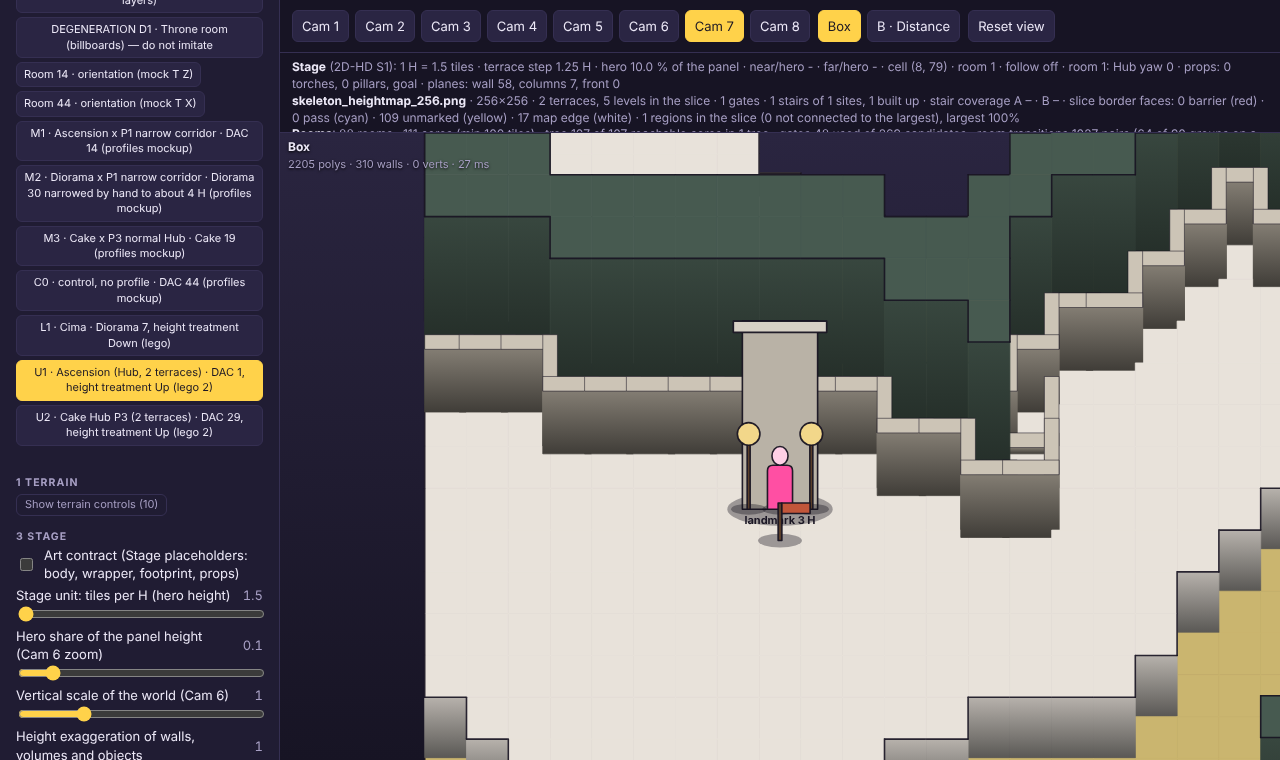 layers)
DEGENERATION D1 · Throne room
(billboards) — do not imitate
Room 14 · orientation (mock T Z)
Room 44 · orientation (mock T X)
M1 · Ascension x P1 narrow corridor · DAC
14 (profiles mockup)
M2 · Diorama x P1 narrow corridor · Diorama
30 narrowed by hand to about 4 H (profiles
mockup)
M3 · Cake x P3 normal Hub · Cake 19
(profiles mockup)
C0 · control, no profile · DAC 44 (profiles
mockup)
L1 · Cima · Diorama 7, height treatment
Down (lego)
U1 · Ascension (Hub, 2 terraces) · DAC 1,
height treatment Up (lego 2)
U2 · Cake Hub P3 (2 terraces) · DAC 29,
height treatment Up (lego 2)
1 TERRAIN
Show terrain controls (10)
3 STAGE
Art contract (Stage placeholders:
body, wrapper, footprint, props)
Stage unit: tiles per H (hero height) 1.5
Hero share of the panel height
(Cam 6 zoom) 0.1
Vertical scale of the world (Cam 6) 1
Height exaggeration of walls,
volumes and objects 1
Cam 1 Cam 2 Cam 3 Cam 4 Cam 5 Cam 6 Cam 7 Cam 8 Box B · Distance Reset view
Stage (2D-HD S1): 1 H = 1.5 tiles · terrace step 1.25 H · hero 10.0 % of the panel · near/hero - · far/hero - · cell (8, 79) · room 1 · follow off · room 1: Hub yaw 0 · props: 0
torches, 0 pillars, goal · planes: wall 58, columns 7, front 0
skeleton_heightmap_256.png · 256×256 · 2 terraces, 5 levels in the slice · 1 gates · 1 stairs of 1 sites, 1 built up · stair coverage A – · B – · slice border faces: 0 barrier (red) ·
0 pass (cyan) · 109 unmarked (yellow) · 17 map edge (white) · 1 regions in the slice (0 not connected to the largest), largest 100%
Box
2205 polys · 310 walls · 0 verts · 27 ms
landmark 3 H